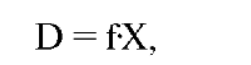 D = f·X,